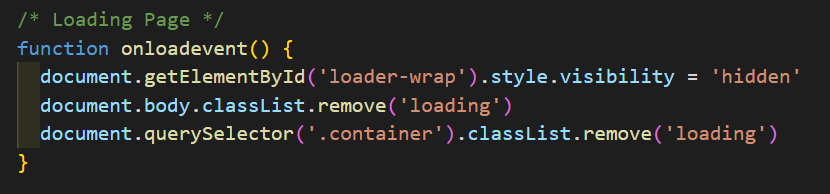 /* Loading Page */
function onloadevent() {
  document.getElementById('loader-wrap').style.visibility = 'hidden'
  document.body.classList.remove('loading')
  document.querySelector('.container').classList.remove('loading')
}